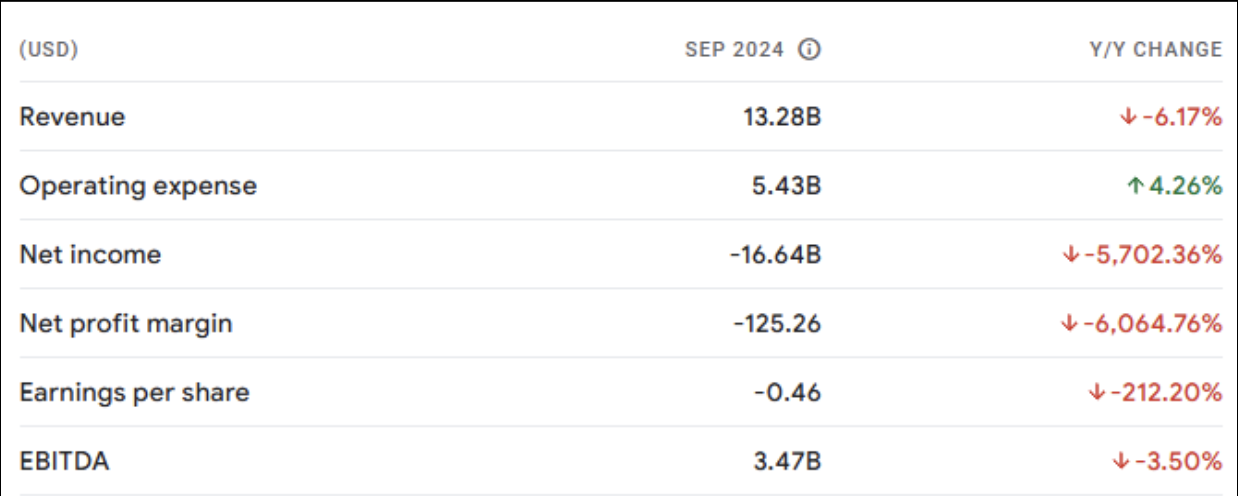 (USD) SEP 2024 ⓘ Y/Y CHANGE
Revenue 13.28B ↓ -6.17%
Operating expense 5.43B ↑ 4.26%
Net income -16.64B ↓ -5,702.36%
Net profit margin -125.26 ↓ -6,064.76%
Earnings per share -0.46 ↓ -212.20%
EBITDA 3.47B ↓ -3.50%